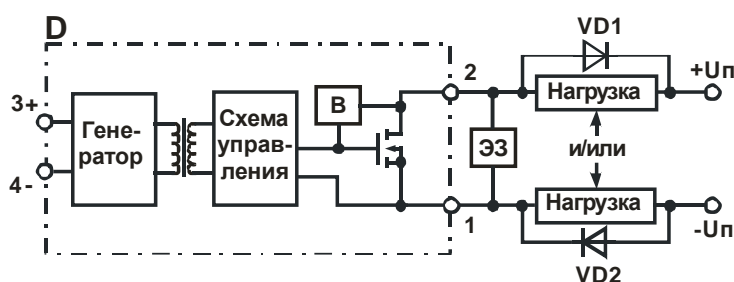 D
VD1
3+
4-
Гене-
ратор
Схема
управ-
ления
В
2
1
ЭЗ
Нагрузка
+Uп
и/или
Нагрузка
-Uп
VD2